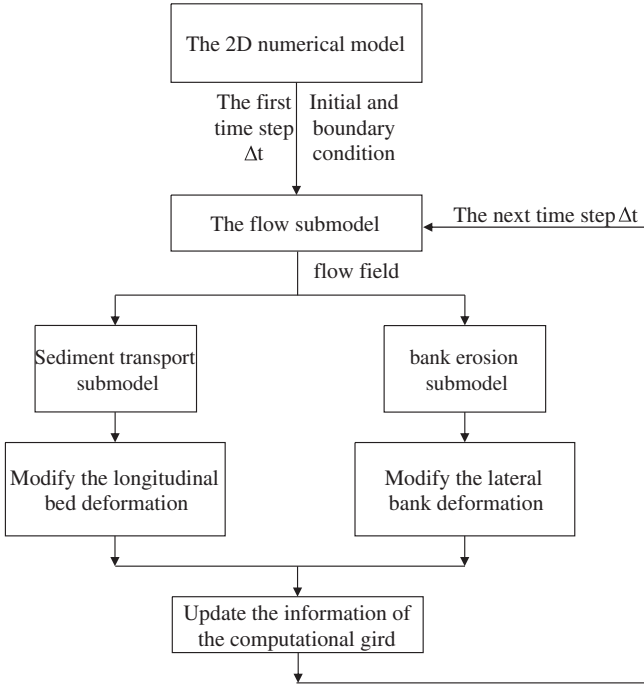 The 2D numerical model
The first
time step
Δt
Initial and
boundary
condition
The flow submodel
The next time step Δt
flow field
Sediment transport
submodel
bank erosion
submodel
Modify the longitudinal
bed deformation
Modify the lateral
bank deformation
Update the information of
the computational gird